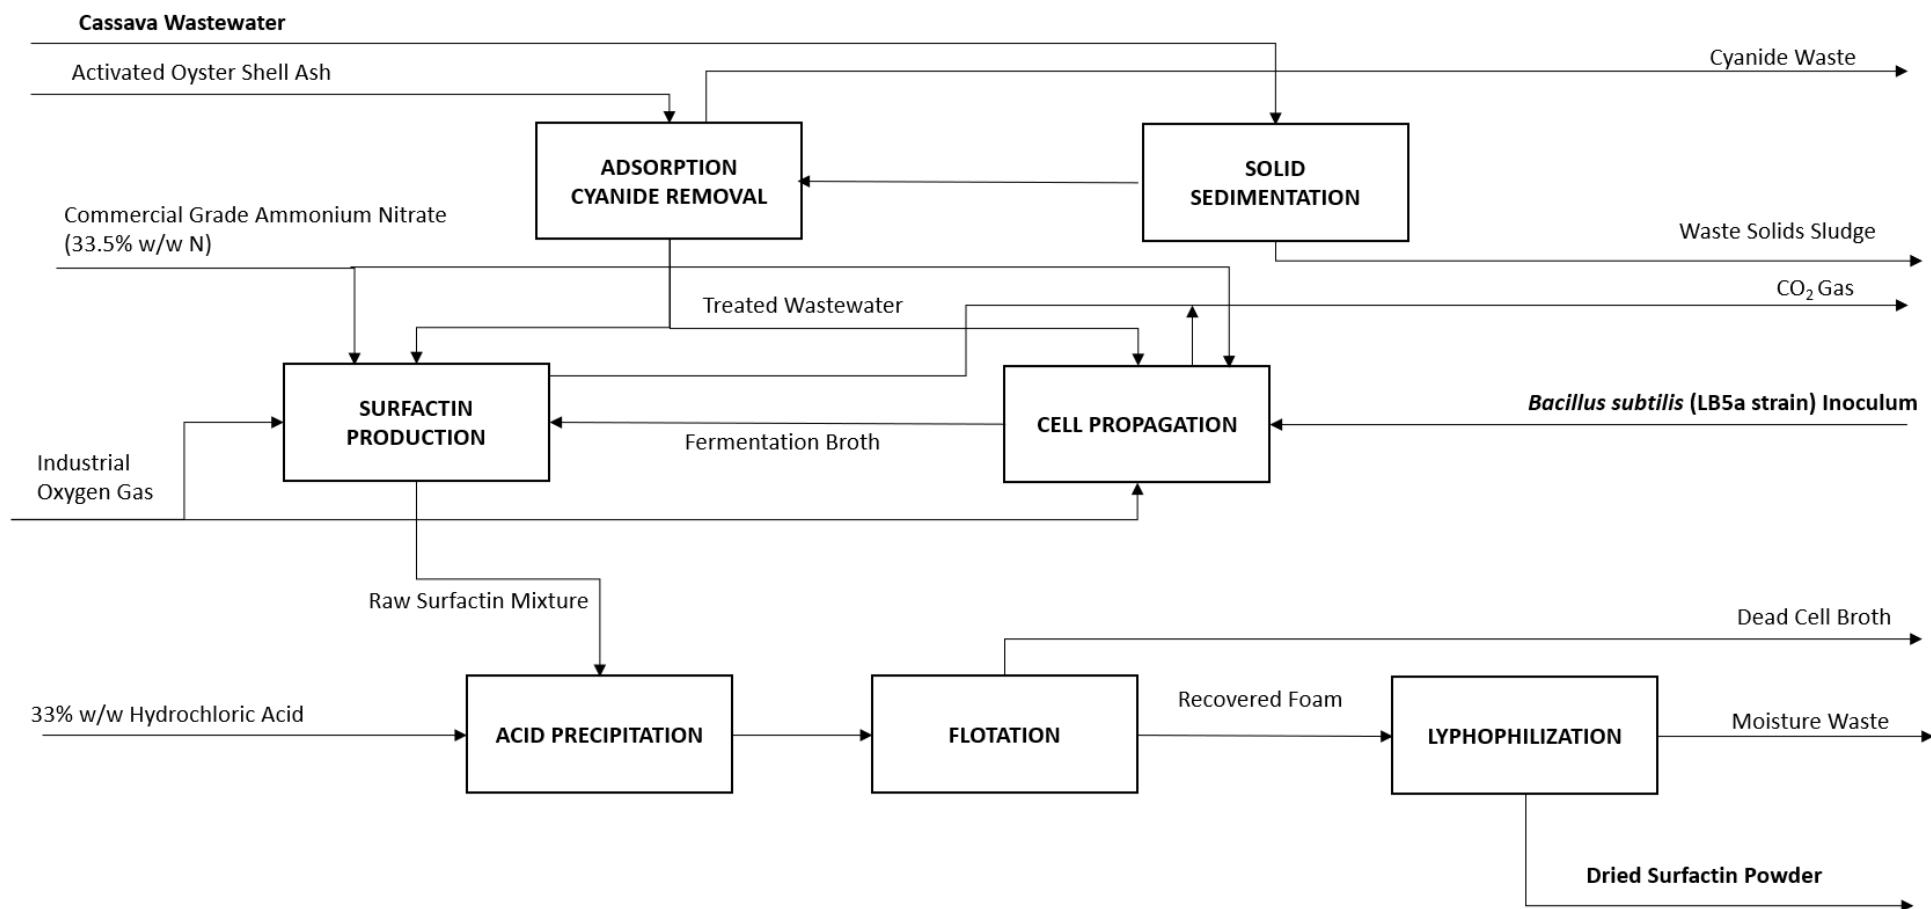 Cassava Wastewater
Activated Oyster Shell Ash
Cyanide Waste
ADSORPTION
CYANIDE REMOVAL
SOLID
SEDIMENTATION
Commercial Grade Ammonium Nitrate
(33.5% w/w N)
Waste Solids Sludge
CO₂ Gas
Treated Wastewater
SURFACTIN
PRODUCTION
CELL PROPAGATION
Bacillus subtilis (LB5a strain) Inoculum
Fermentation Broth
Industrial
Oxygen Gas
Raw Surfactin Mixture
Dead Cell Broth
33% w/w Hydrochloric Acid
ACID PRECIPITATION
FLOTATION
Recovered Foam
LYPHOPHILIZATION
Moisture Waste
Dried Surfactin Powder